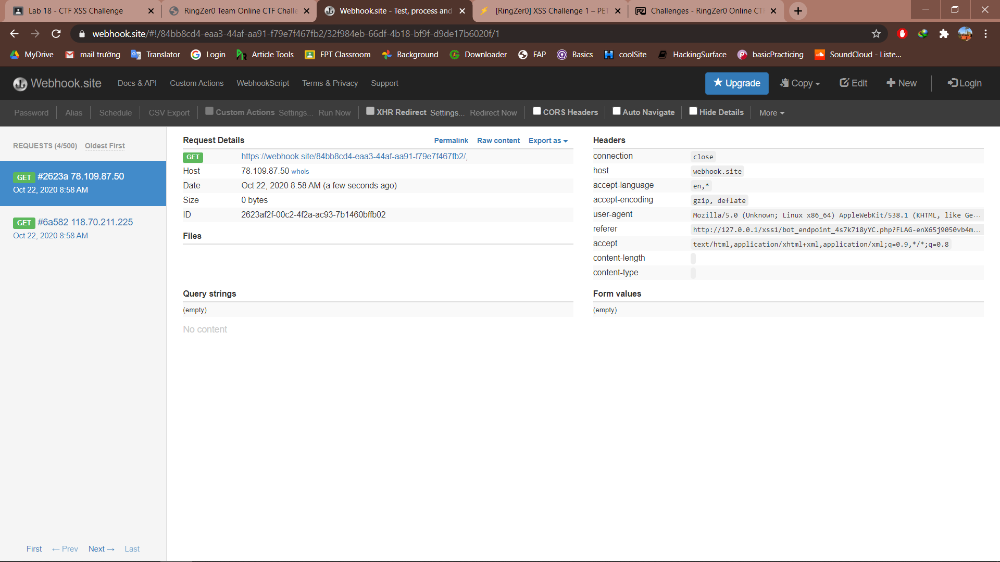 Lab 18 - CTF XSS Challenge
RingZer0 Team Online CTF Challe
Webhook.site - Test, process and
[RingZer0] XSS Challenge 1 – PET
Challenges - RingZer0 Online CT
webhook.site/#!/84bb8cd4-eaa3-44af-aa91-f79e7f467fb2/32f984eb-66df-4b18-bf9f-d9de17b6020f/1
MyDrive mail trường Translator Login Article Tools FPT Classroom Background Downloader FAP Basics coolSite HackingSurface basicPracticing SoundCloud - Liste...
Webhook.site Docs & API Custom Actions WebhookScript Terms & Privacy Support Upgrade Copy Edit New Login
Password Alias Schedule CSV Export Custom Actions Settings... Run Now XHR Redirect Settings... Redirect Now CORS Headers Auto Navigate Hide Details More
REQUESTS (4/500) Oldest First
GET #2623a 78.109.87.50
Oct 22, 2020 8:58 AM
GET #6a582 118.70.211.225
Oct 22, 2020 8:58 AM
First ← Prev Next → Last
Request Details Permalink Raw content Export as
GET https://webhook.site/84bb8cd4-eaa3-44af-aa91-f79e7f467fb2/,
Host 78.109.87.50 whois
Date Oct 22, 2020 8:58 AM (a few seconds ago)
Size 0 bytes
ID 2623af2f-00c2-4f2a-ac93-7b1460bffb02
Files
Query strings
(empty)
No content
Headers
connection close
host webhook.site
accept-language en,*
accept-encoding gzip, deflate
user-agent Mozilla/5.0 (Unknown; Linux x86_64) AppleWebKit/538.1 (KHTML, like Ge...
referer http://127.0.0.1/xss1/bot_endpoint_4s7k718yYC.php?FLAG-enX65j9050vb4m...
accept text/html,application/xhtml+xml,application/xml;q=0.9,*/*;q=0.8
content-length
content-type
Form values
(empty)